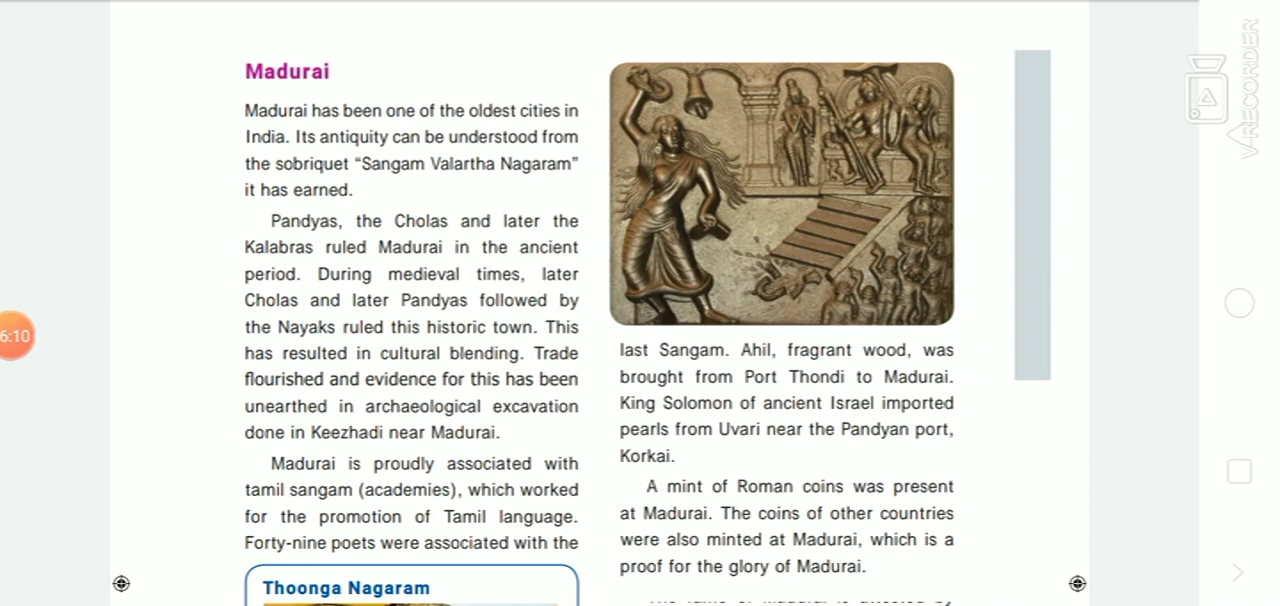 Madurai
Madurai has been one of the oldest cities in
India. Its antiquity can be understood from
the sobriquet “Sangam Valartha Nagaram”
it has earned.
Pandyas, the Cholas and later the
Kalabras ruled Madurai in the ancient
period. During medieval times, later
Cholas and later Pandyas followed by
the Nayaks ruled this historic town. This
has resulted in cultural blending. Trade
flourished and evidence for this has been
unearthed in archaeological excavation
done in Keezhadi near Madurai.
Madurai is proudly associated with
tamil sangam (academies), which worked
for the promotion of Tamil language.
Forty-nine poets were associated with the
Thoonga Nagaram
last Sangam. Ahil, fragrant wood, was
brought from Port Thondi to Madurai.
King Solomon of ancient Israel imported
pearls from Uvari near the Pandyan port,
Korkai.
A mint of Roman coins was present
at Madurai. The coins of other countries
were also minted at Madurai, which is a
proof for the glory of Madurai.
6:10
VRECORDER